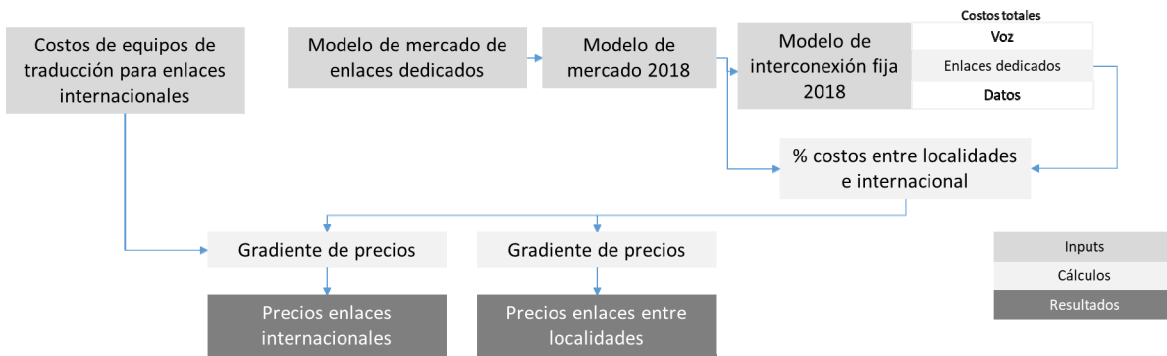 Costos de equipos de
traducción para enlaces
internacionales
Modelo de mercado de
enlaces dedicados
Modelo de
mercado 2018
Modelo de
interconexión fija
2018
Costos totales
Voz
Enlaces dedicados
Datos
% costos entre localidades
e internacional
Gradiente de precios
Gradiente de precios
Precios enlaces
internacionales
Precios enlaces entre
localidades
Inputs
Cálculos
Resultados